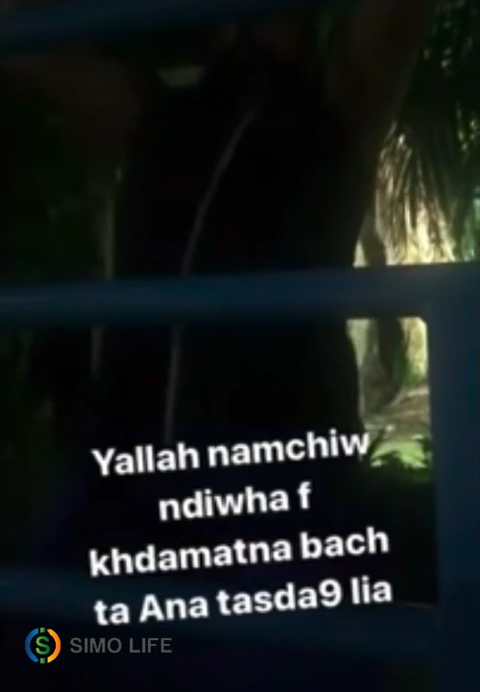 Yallah namchiw
ndiwha f
khdamatna bach
ta Ana tasda9 lia
SIMO LIFE